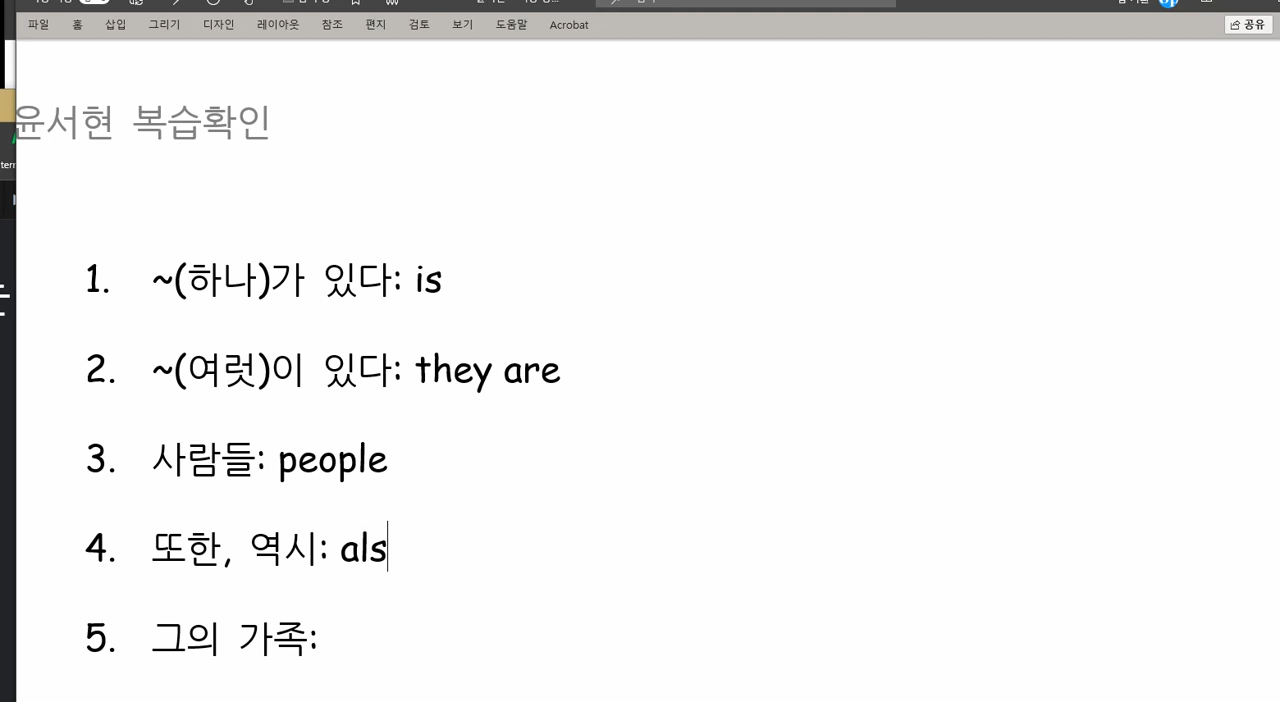 파일 홈 삽입 그리기 디자인 레이아웃 참조 편지 검토 보기 도움말 Acrobat 공유
윤서현 복습확인
terr
1. ~(하나)가 있다: is
2. ~(여럿)이 있다: they are
3. 사람들: people
4. 또한, 역시: als
5. 그의 가족: